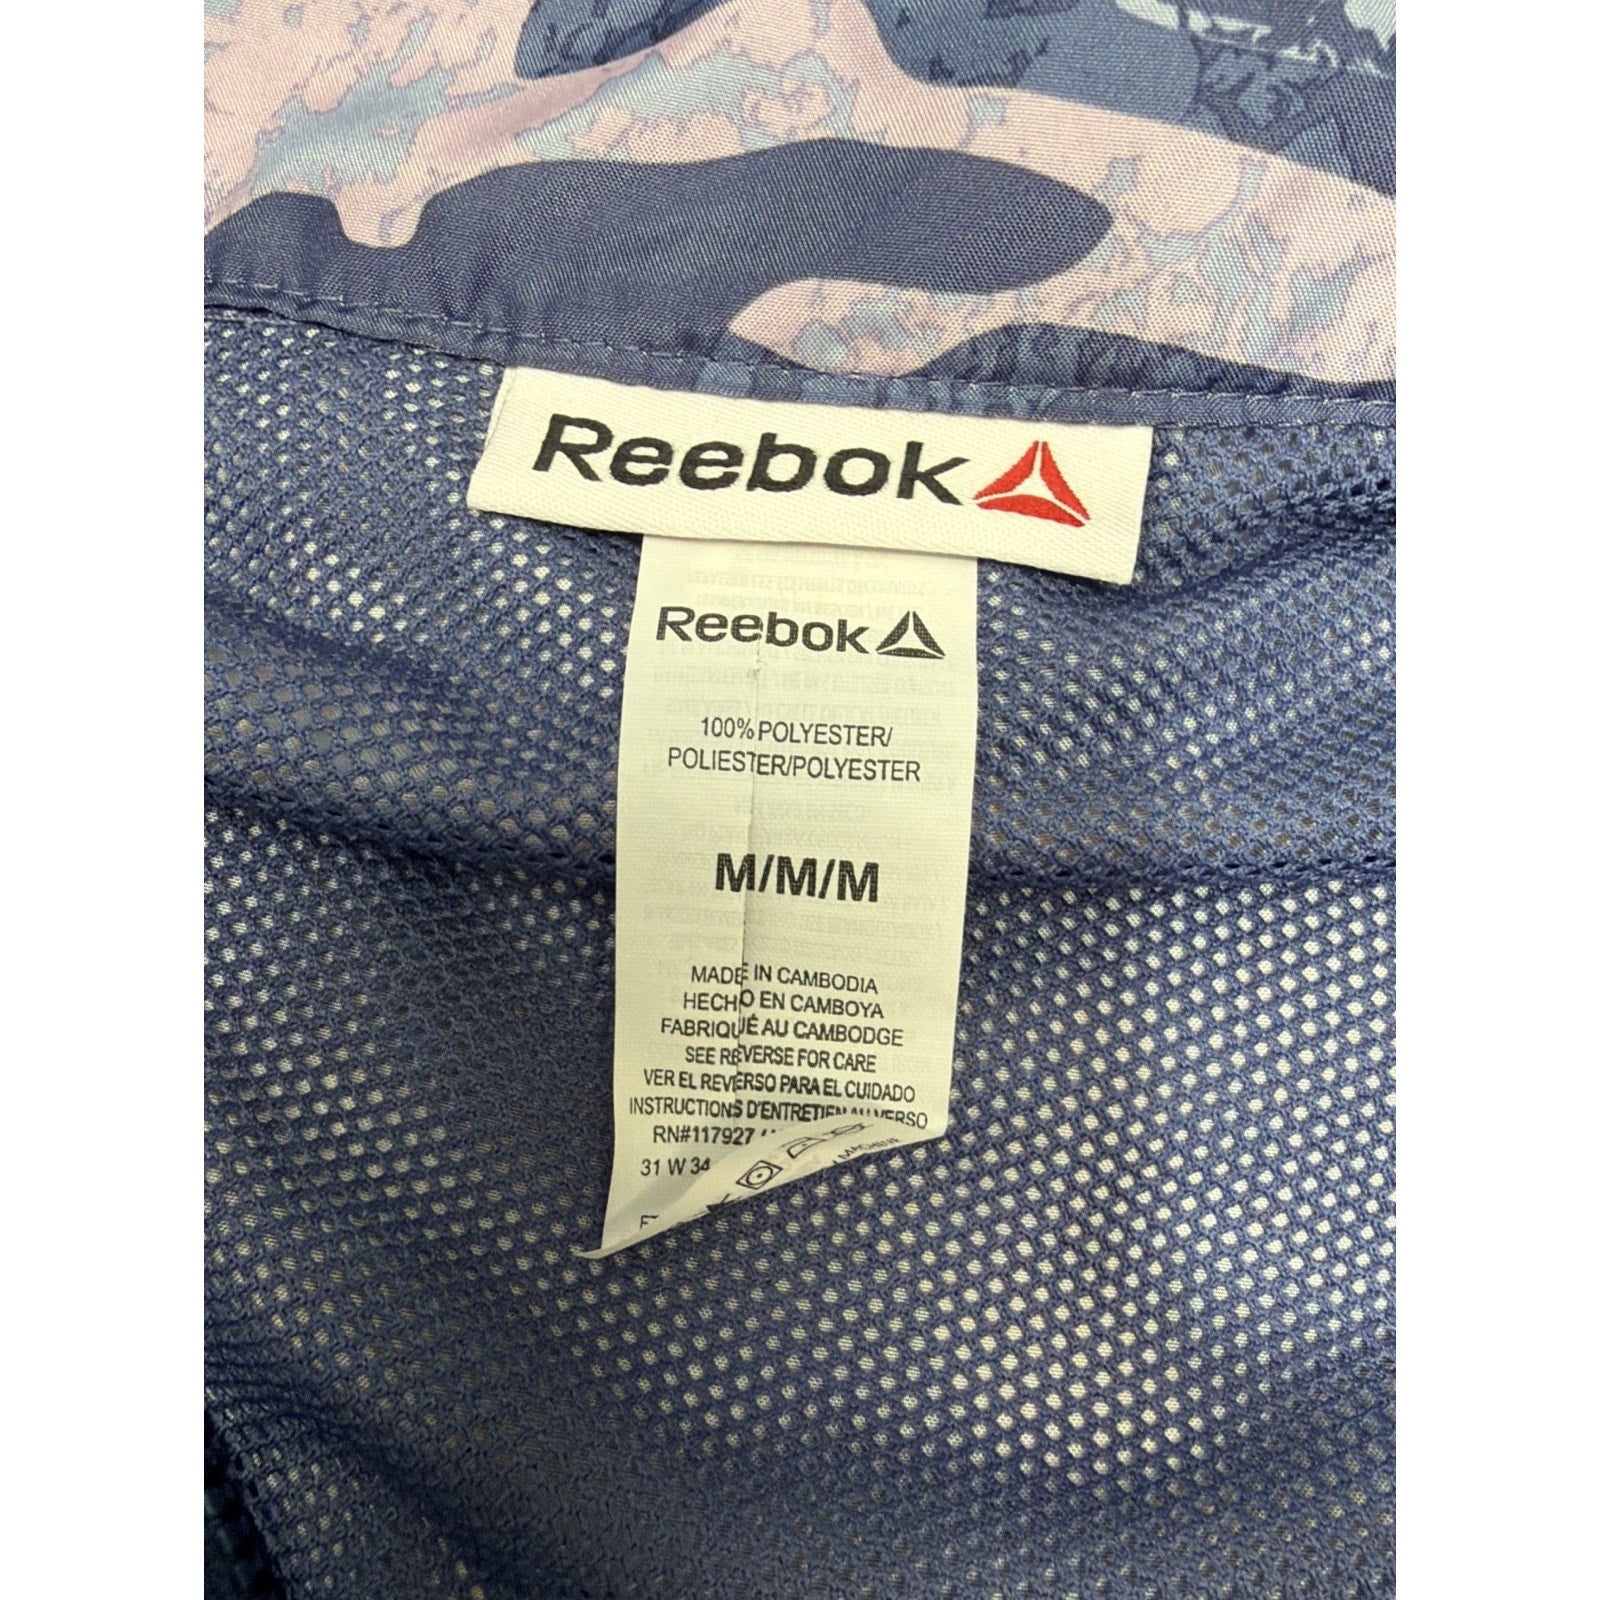 Reebok
Reebok
100% POLYESTER/
POLIESTER/POLYESTER
M/M/M
MADE IN CAMBODIA
HECHO EN CAMBOYA
FABRIQUÉ AU CAMBODGE
SEE REVERSE FOR CARE
VER EL REVERSO PARA EL CUIDADO
INSTRUCTIONS D'ENTRETIEN AU VERSO
RN#117927 /
31 W 34
MACHINE